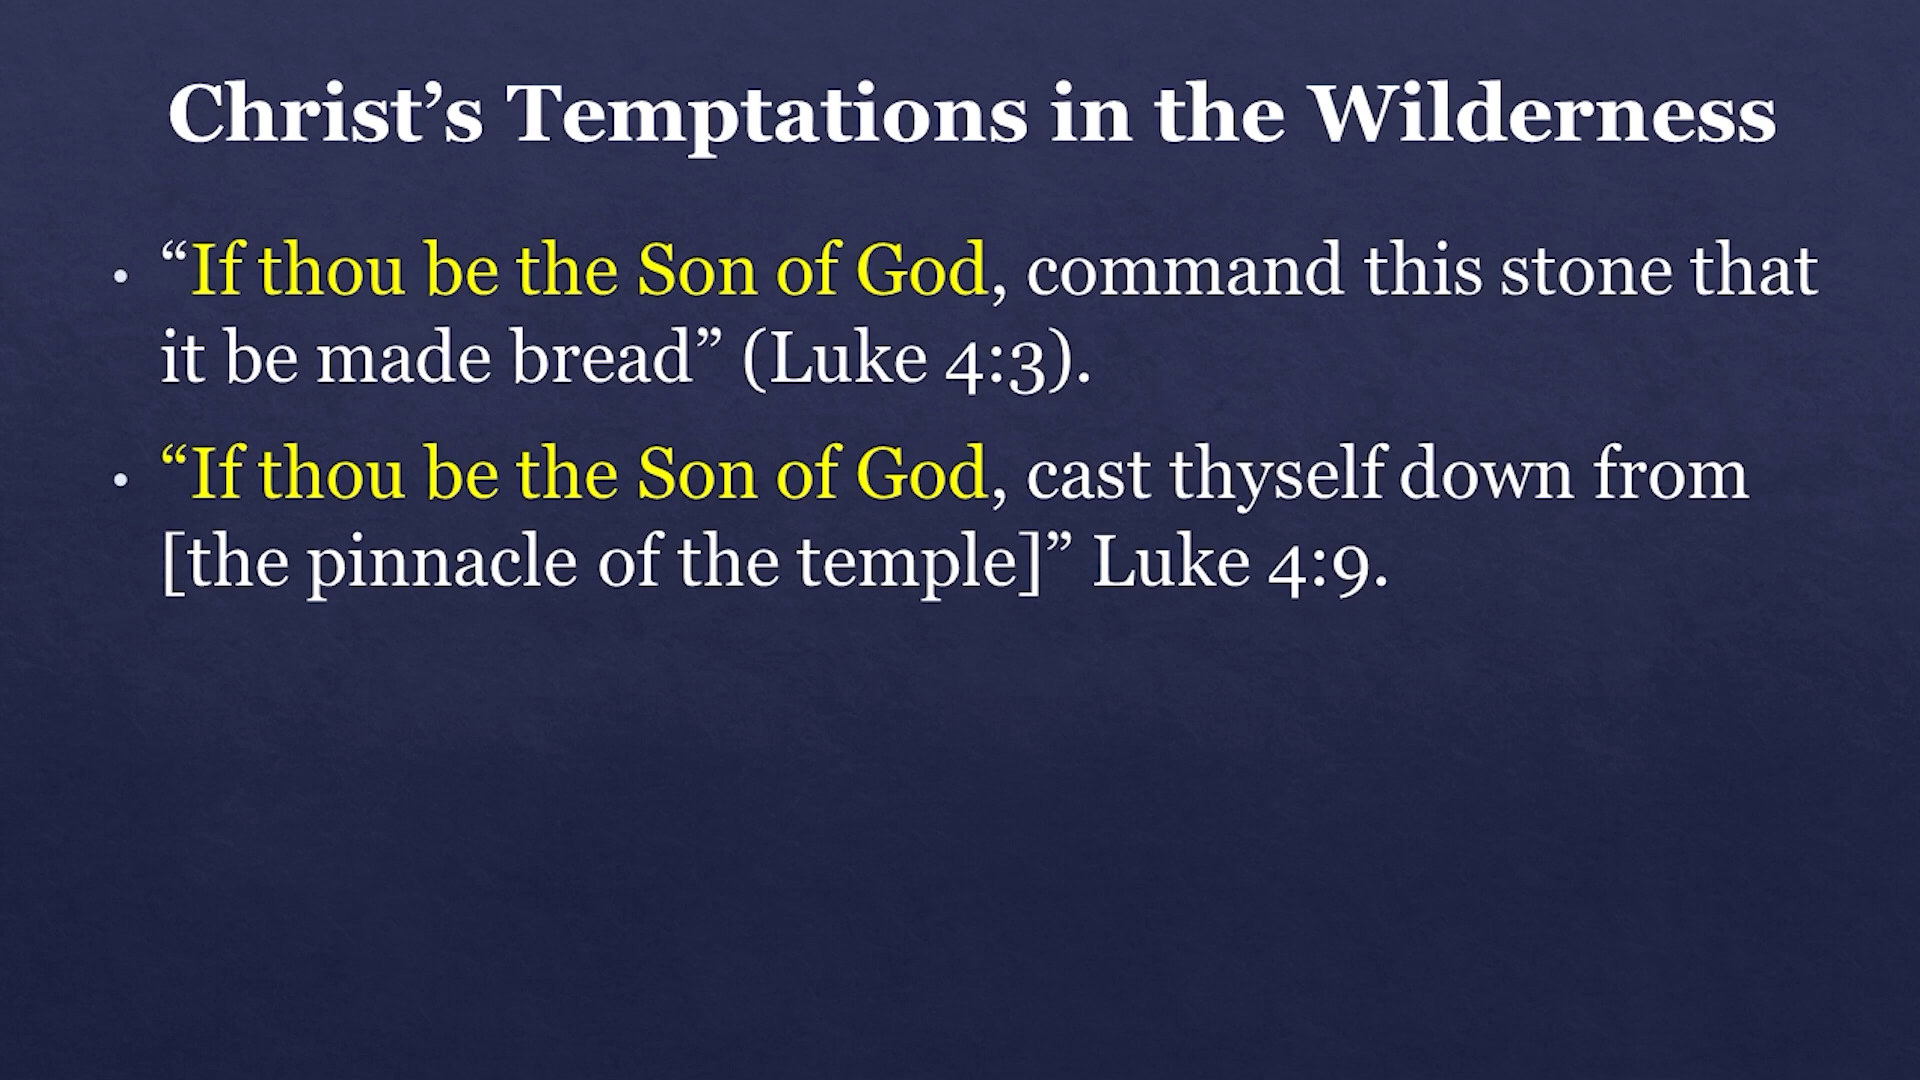 Christ’s Temptations in the Wilderness
• “If thou be the Son of God, command this stone that
it be made bread” (Luke 4:3).
• “If thou be the Son of God, cast thyself down from
[the pinnacle of the temple]” Luke 4:9.